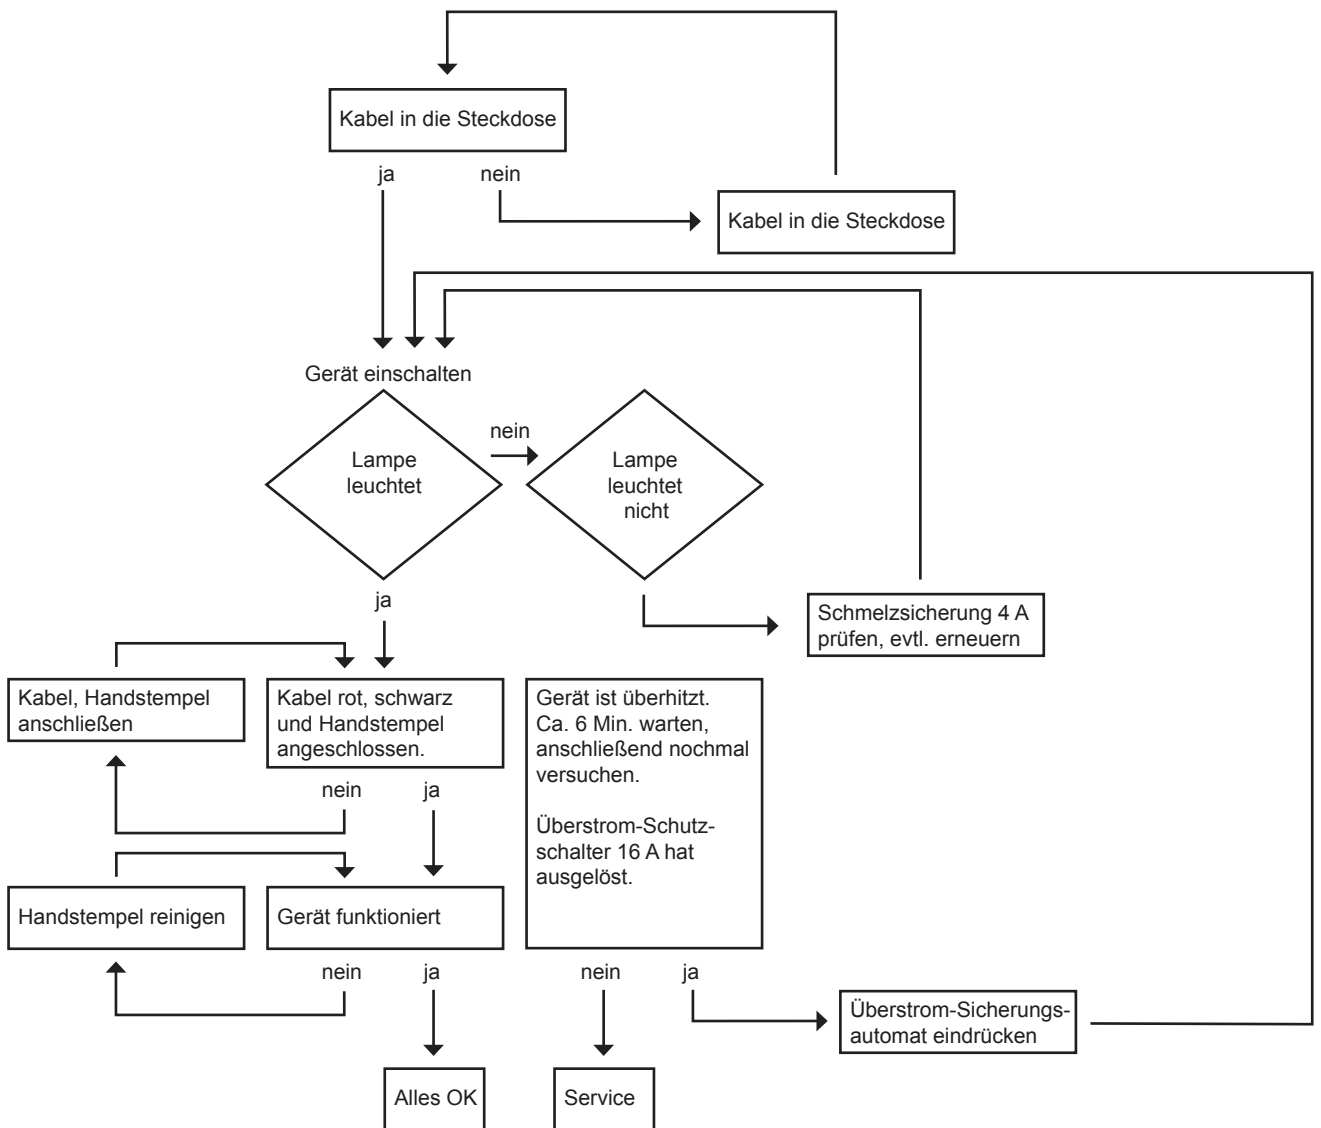 Kabel in die Steckdose
ja
nein
Kabel in die Steckdose
Gerät einschalten
Lampe
leuchtet
nein
Lampe
leuchtet
nicht
ja
Schmelzsicherung 4 A
prüfen, evtl. erneuern
Kabel, Handstempel
anschließen
Kabel rot, schwarz
und Handstempel
angeschlossen.
nein
ja
Gerät ist überhitzt.
Ca. 6 Min. warten,
anschließend nochmal
versuchen.
Überstrom-Schutz-
schalter 16 A hat
ausgelöst.
Handstempel reinigen
Gerät funktioniert
nein
ja
nein
ja
Überstrom-Sicherungs-
automat eindrücken
Alles OK
Service